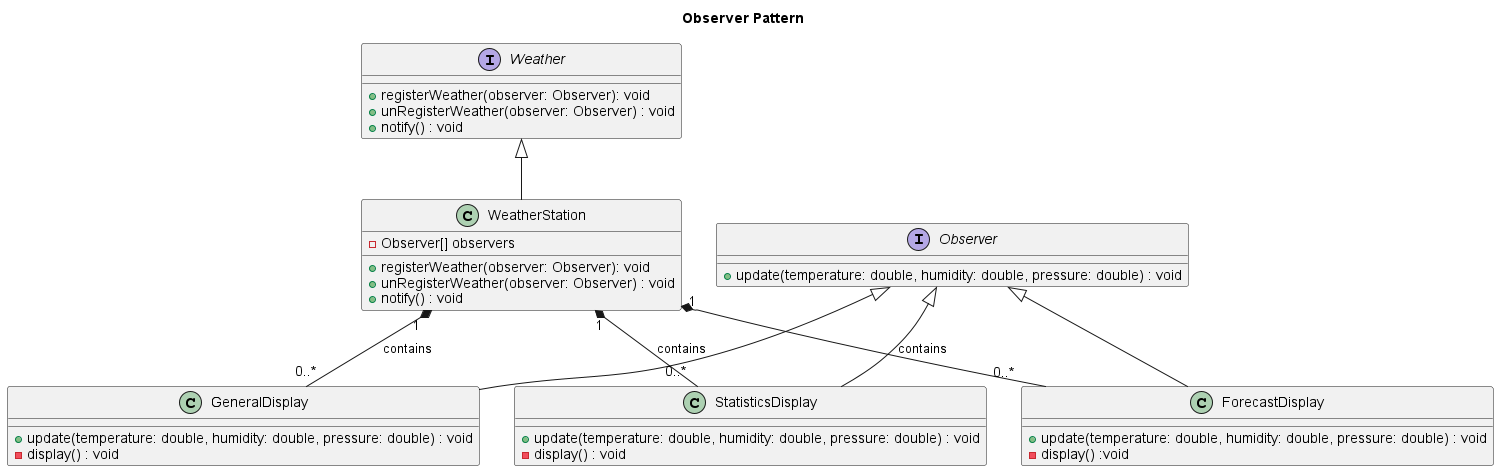 Observer Pattern
I Weather
registerWeather(observer: Observer): void
unRegisterWeather(observer: Observer) : void
notify() : void
C WeatherStation
Observer[] observers
registerWeather(observer: Observer): void
unRegisterWeather(observer: Observer) : void
notify() : void
I Observer
update(temperature: double, humidity: double, pressure: double) : void
1
1
1
contains
contains
contains
0..*
0..*
0..*
C GeneralDisplay
update(temperature: double, humidity: double, pressure: double) : void
display() : void
C StatisticsDisplay
update(temperature: double, humidity: double, pressure: double) : void
display() : void
C ForecastDisplay
update(temperature: double, humidity: double, pressure: double) : void
display() :void